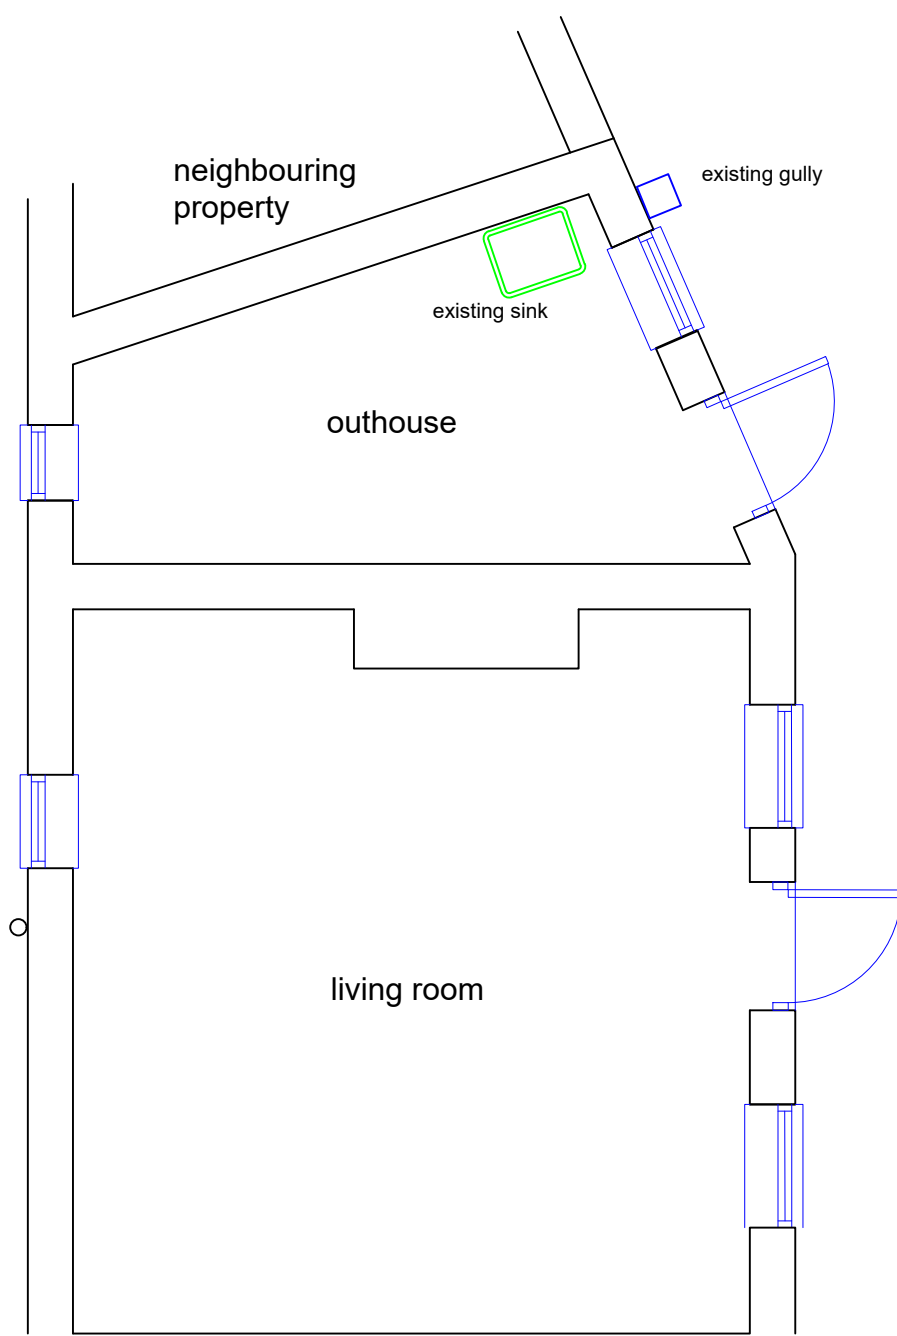 neighbouring
property
existing gully
existing sink
outhouse
living room